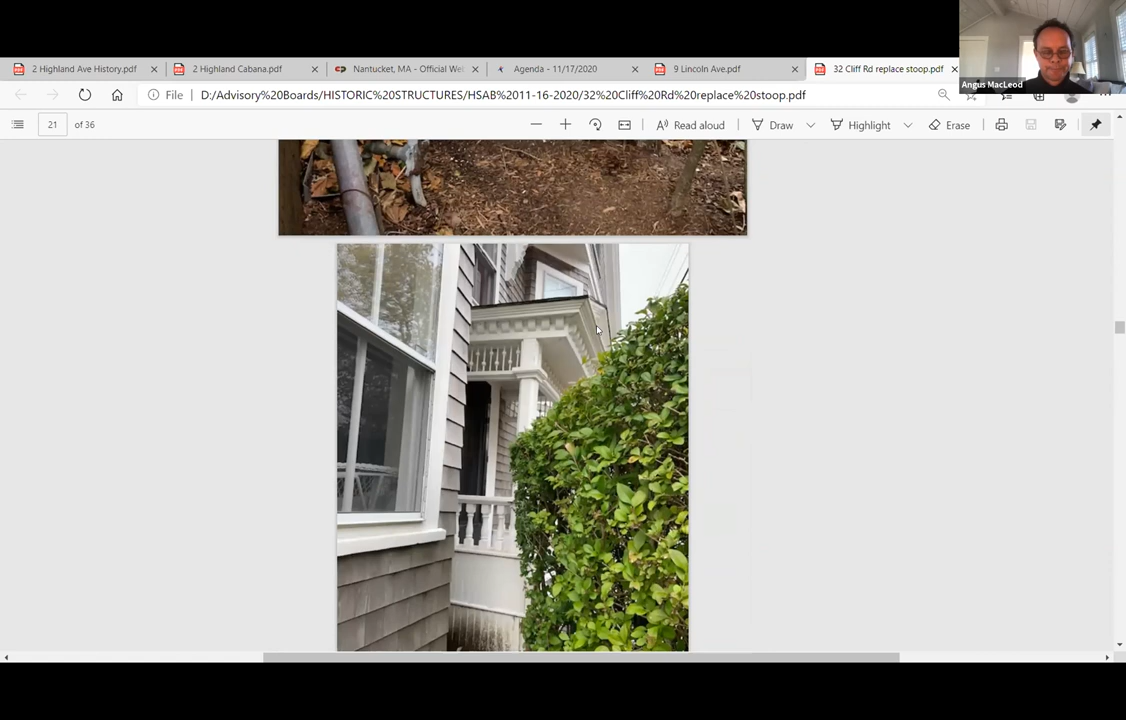 2 Highland Ave History.pdf
2 Highland Cabana.pdf
Nantucket, MA - Official We
Agenda - 11/17/2020
9 Lincoln Ave.pdf
32 Cliff Rd replace stoop.pdf
File
D:/Advisory%20Boards/HISTORIC%20STRUCTURES/HSAB%2011-16-2020/32%20Cliff%20Rd%20replace%20stoop.pdf
21
of 36
Read aloud
Draw
Highlight
Erase
Angus MacLeod